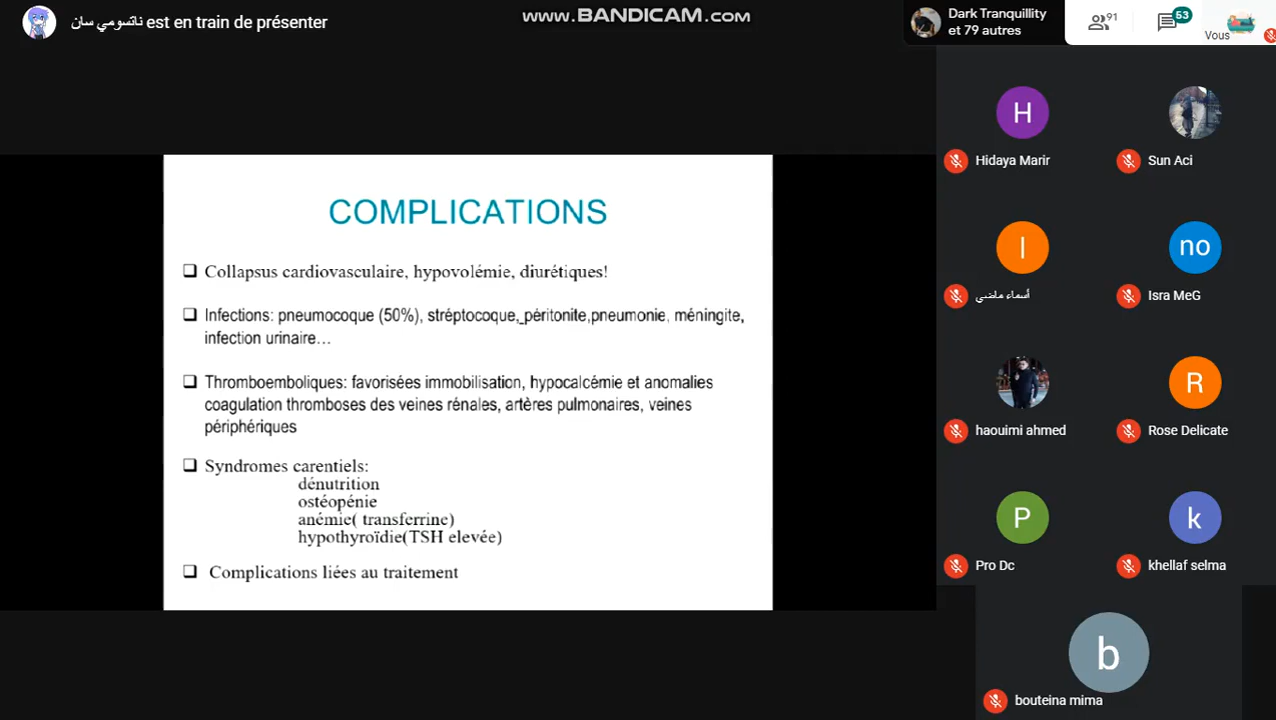 ناتسومي سان est en train de présenter
www.BANDICAM.com
Dark Tranquillity
et 79 autres
91
53
Vous
COMPLICATIONS
Collapsus cardiovasculaire, hypovolémie, diurétiques!
Infections: pneumocoque (50%), stréptocoque,_péritonite,pneumonie, méningite,
infection urinaire…
Thromboemboliques: favorisées immobilisation, hypocalcémie et anomalies
coagulation thromboses des veines rénales, artères pulmonaires, veines
périphériques
Syndromes carentiels:
dénutrition
ostéopénie
anémie( transferrine)
hypothyroïdie(TSH elevée)
Complications liées au traitement
H
Hidaya Marir
Sun Aci
I
أسماء ماضي
no
Isra MeG
haouimi ahmed
R
Rose Delicate
P
Pro Dc
k
khellaf selma
b
bouteina mima